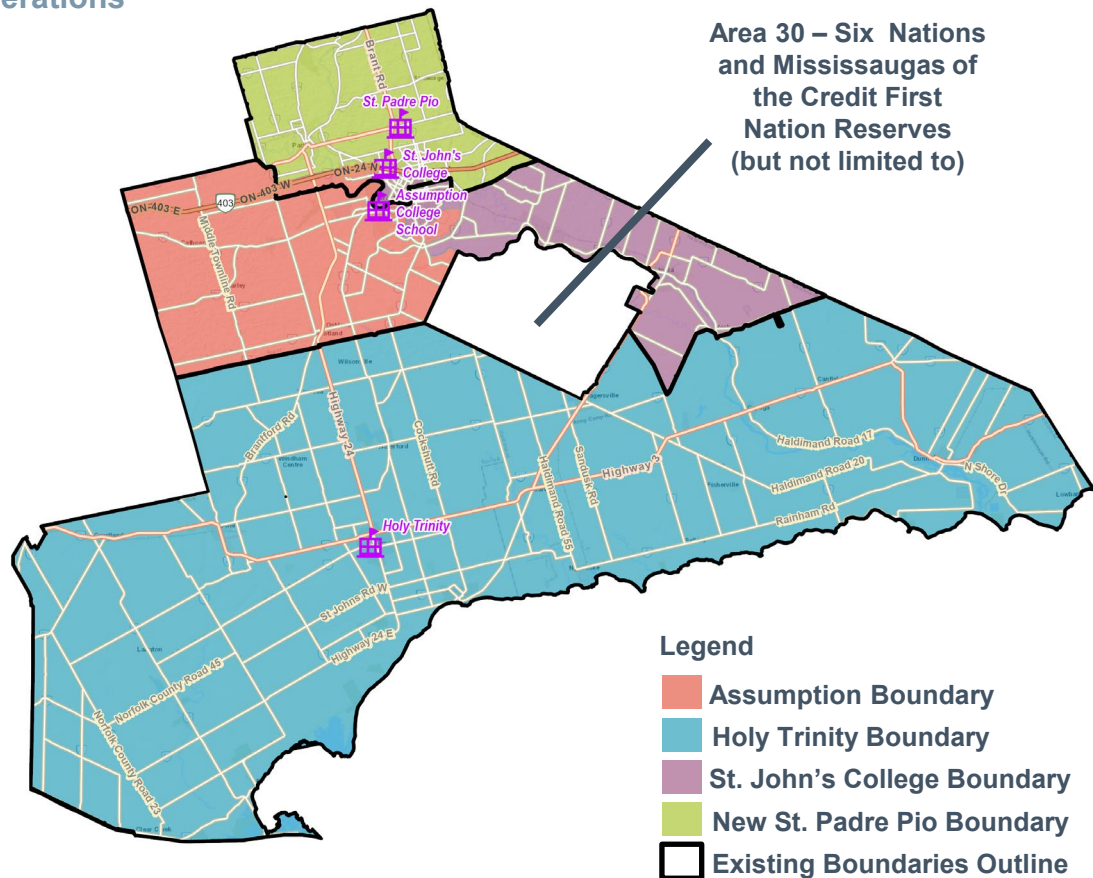 erations
Area 30 – Six Nations
and Mississaugas of
the Credit First
Nation Reserves
(but not limited to)
Brant Rd
St. Padre Pio
St. John's
College
ON-24 N
ON-403 W
ON-403 E
403
Assumption
College
School
Middle Townline Rd
Brantford Rd
Highway 24
Windham
Centre
Cockshutt Rd
Haldimand Road 55
Sandusk Rd
Highway 3
Haldimand Road 17
Haldimand Road 20
Rainham Rd
N Shore Dr
Holy Trinity
St Johns Rd W
Highway 24 E
Norfolk County Road 45
Norfolk County Road 23
Legend
Assumption Boundary
Holy Trinity Boundary
St. John's College Boundary
New St. Padre Pio Boundary
Existing Boundaries Outline